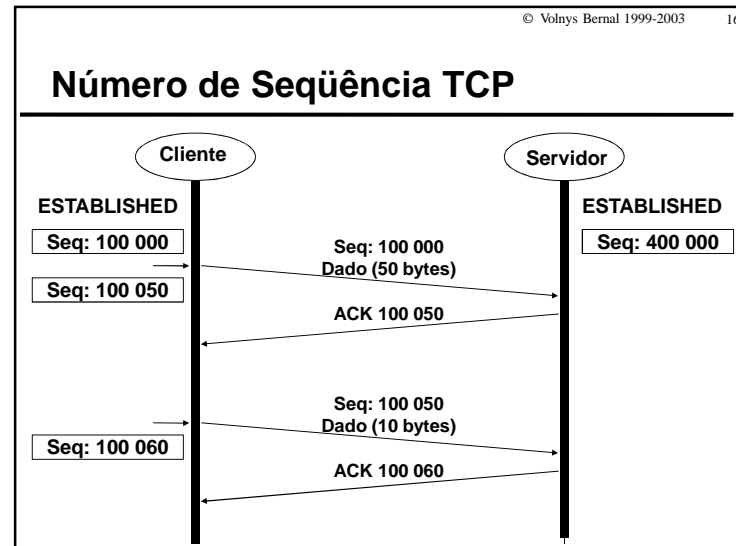 © Volnys Bernal 1999-2003 16
Número de Seqüência TCP
Cliente
Servidor
ESTABLISHED
ESTABLISHED
Seq: 100 000
Seq: 400 000
Seq: 100 000
Dado (50 bytes)
Seq: 100 050
ACK 100 050
Seq: 100 050
Dado (10 bytes)
Seq: 100 060
ACK 100 060